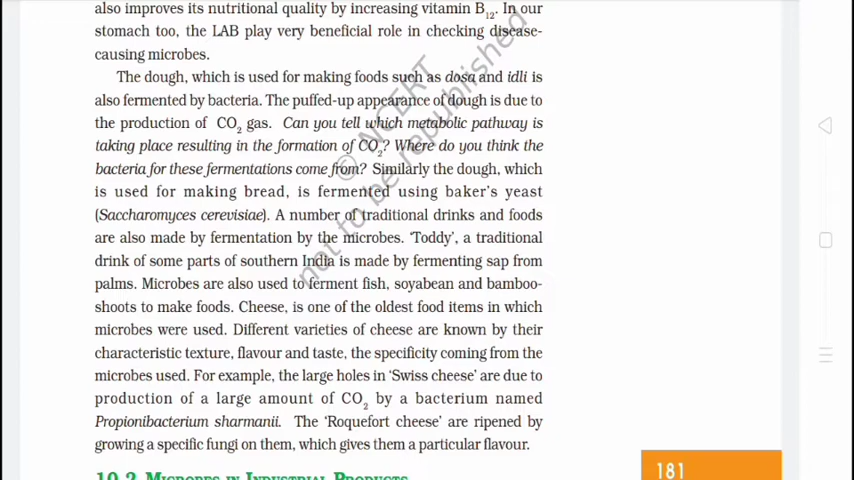 also improves its nutritional quality by increasing vitamin B12. In our
stomach too, the LAB play very beneficial role in checking disease-
causing microbes.
The dough, which is used for making foods such as dosa and idli is
also fermented by bacteria. The puffed-up appearance of dough is due to
the production of CO2 gas. Can you tell which metabolic pathway is
taking place resulting in the formation of CO2? Where do you think the
bacteria for these fermentations come from? Similarly the dough, which
is used for making bread, is fermented using baker's yeast
(Saccharomyces cerevisiae). A number of traditional drinks and foods
are also made by fermentation by the microbes. 'Toddy', a traditional
drink of some parts of southern India is made by fermenting sap from
palms. Microbes are also used to ferment fish, soyabean and bamboo-
shoots to make foods. Cheese, is one of the oldest food items in which
microbes were used. Different varieties of cheese are known by their
characteristic texture, flavour and taste, the specificity coming from the
microbes used. For example, the large holes in 'Swiss cheese' are due to
production of a large amount of CO2 by a bacterium named
Propionibacterium sharmanii. The 'Roquefort cheese' are ripened by
growing a specific fungi on them, which gives them a particular flavour.
10.2 Microbes in Industrial Products
181
© NCERT
not to be republished